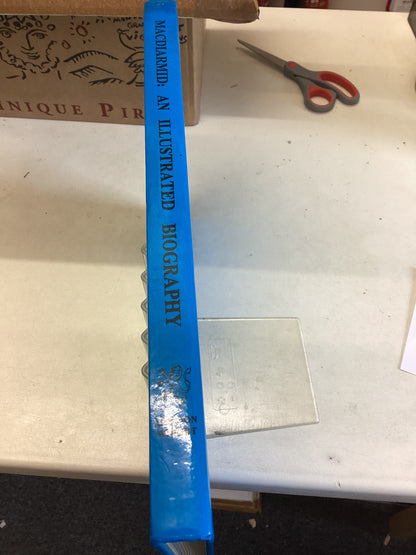 NIQUE PIR
MACDIARMID: AN ILLUSTRATED BIOGRAPHY